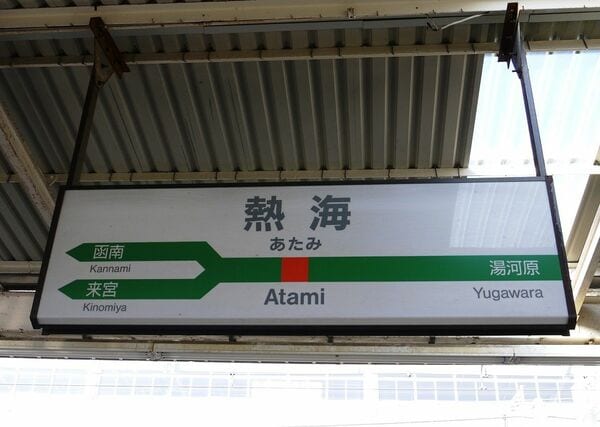 熱海
あたみ
函南
Kannami
来宮
Kinomiya
Atami
湯河原
Yugawara